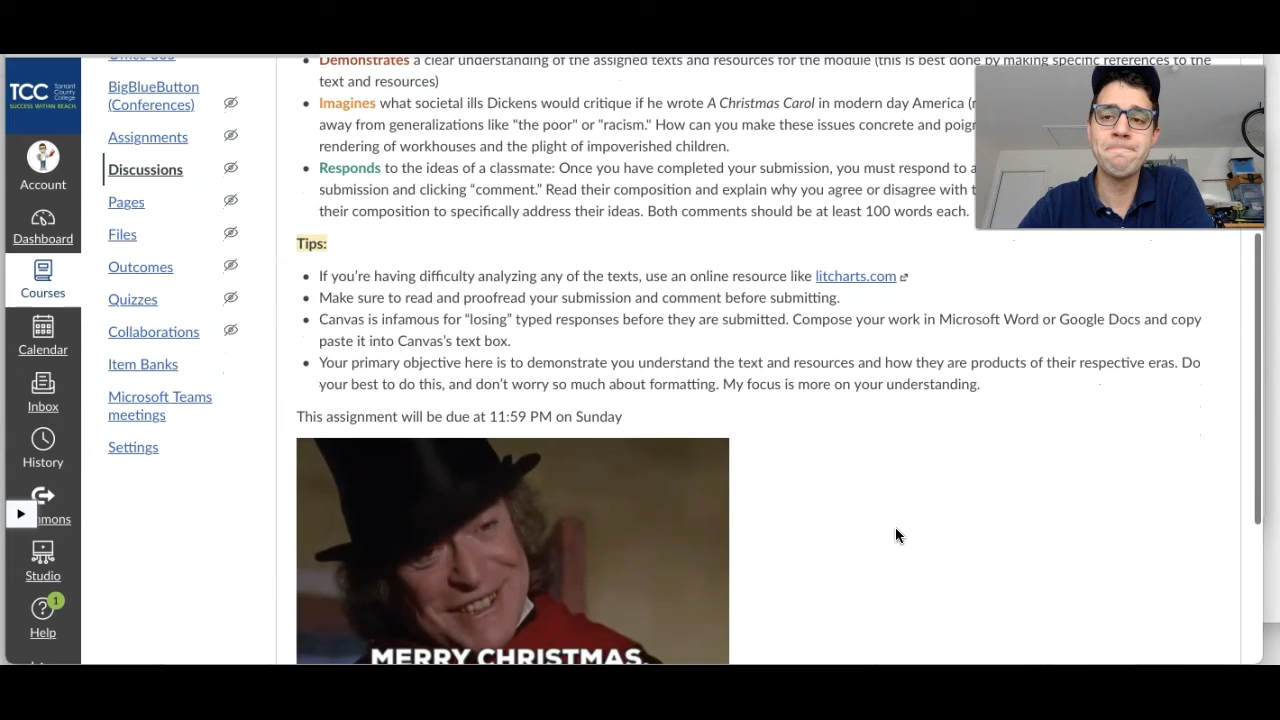 Office 365
BigBlueButton
(Conferences)
Assignments
Discussions
Pages
Files
Outcomes
Quizzes
Collaborations
Item Banks
Microsoft Teams
meetings
Settings
TCC Tarrant
County
College
SUCCESS WITHIN REACH.
Account
Dashboard
Courses
Calendar
Inbox
History
mmons
Studio
1
Help
Demonstrates a clear understanding of the assigned texts and resources for the module (this is best done by making specific references to the
text and resources)
Imagines what societal ills Dickens would critique if he wrote A Christmas Carol in modern day America
away from generalizations like “the poor” or “racism.” How can you make these issues concrete and
rendering of workhouses and the plight of impoverished children.
Responds to the ideas of a classmate: Once you have completed your submission, you must respond to
submission and clicking “comment.” Read their composition and explain why you agree or disagree with
their composition to specifically address their ideas. Both comments should be at least 100 words each.
Tips:
If you’re having difficulty analyzing any of the texts, use an online resource like litcharts.com
Make sure to read and proofread your submission and comment before submitting.
Canvas is infamous for “losing” typed responses before they are submitted. Compose your work in Microsoft Word or Google Docs and copy
paste it into Canvas’s text box.
Your primary objective here is to demonstrate you understand the text and resources and how they are products of their respective eras. Do
your best to do this, and don’t worry so much about formatting. My focus is more on your understanding.
This assignment will be due at 11:59 PM on Sunday
MERRY CHRISTMAS,